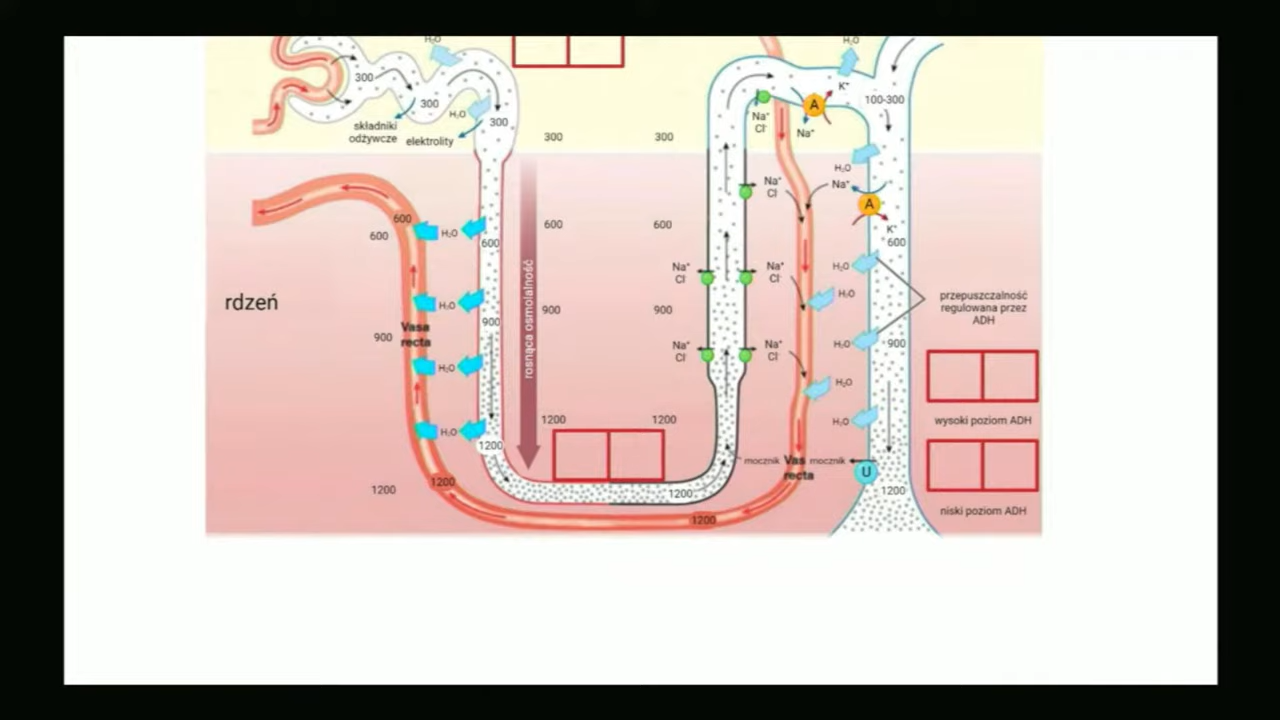 H₂O
H₂O
300
300
K⁺
100-300
składniki
odżywcze
elektrolity
H₂O
300
300
300
Na⁺
Cl⁻
Na⁺
A
H₂O
Na⁺
Cl⁻
Na⁺
A
K⁺
600
600
600
H₂O
600
600
600
rosnąca osmolalność
Na⁺
Cl⁻
Na⁺
Cl⁻
H₂O
rdzeń
H₂O
900
900
900
H₂O
przepuszczalność
regulowana przez
ADH
900
Vasa
recta
Na⁺
Cl⁻
Na⁺
Cl⁻
H₂O
900
H₂O
H₂O
wysoki poziom ADH
H₂O
1200
1200
H₂O
1200
mocznik
Vas
recta
mocznik
U
1200
1200
1200
1200
1200
niski poziom ADH